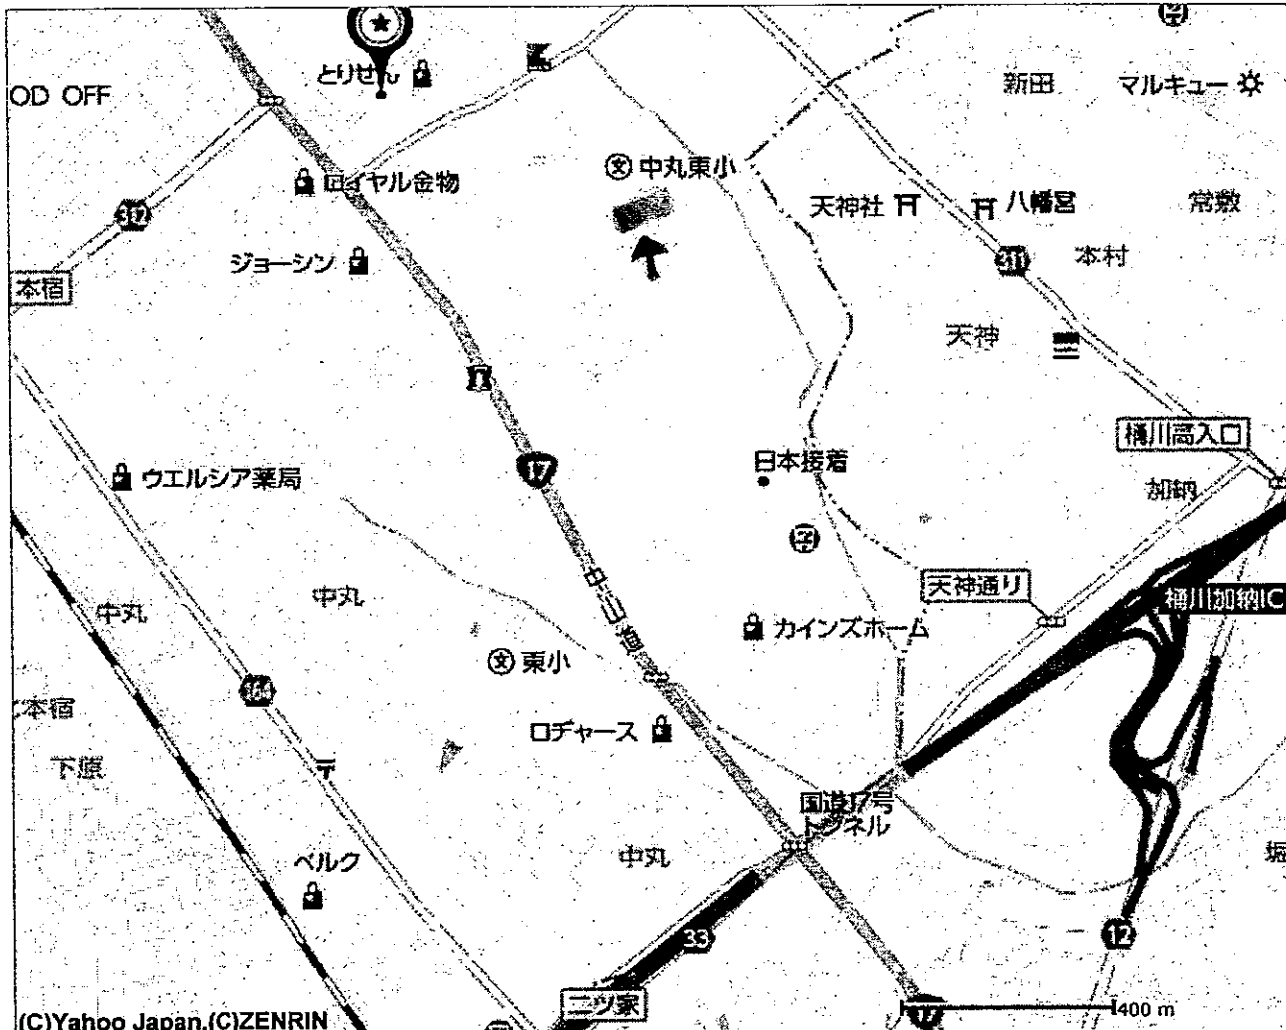 とりせん
OD OFF
新田
マルキュー
文 中丸東小
ロイヤル金物
天神社
八幡宮
常敷
312
ジョーシン
311
本村
本宿
天神
桶川高入口
17
日本接着
ウエルシア薬局
加納
天神通り
桶川加納IC
中丸
中丸
カインズホーム
文 東小
164
本宿
ロヂャース
下原
〒
国道17号
トンネル
ベルク
中丸
堀
33
12
二ツ家
17
400 m
(C)Yahoo Japan,(C)ZENRIN